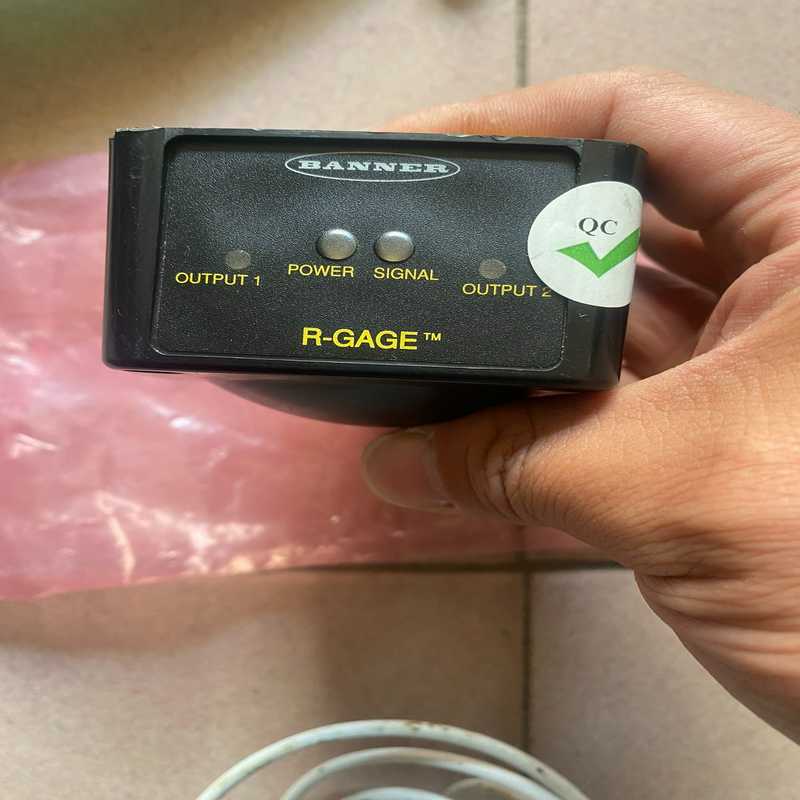 BANNER
QC
OUTPUT 1
POWER
SIGNAL
OUTPUT 2
R-GAGE™